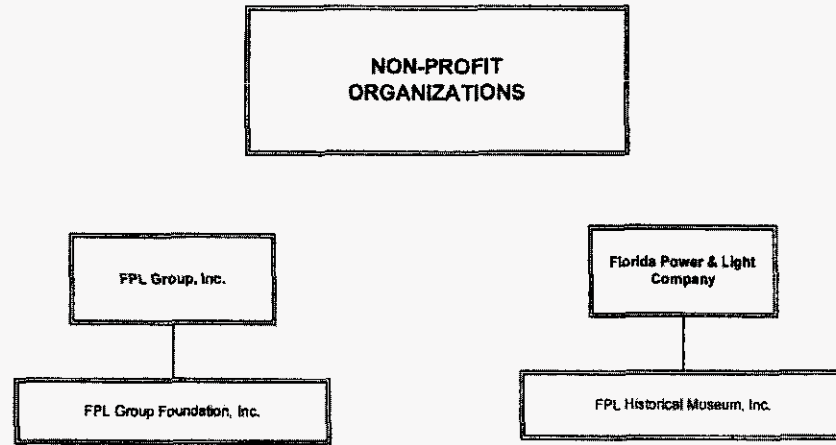 NON-PROFIT
ORGANIZATIONS
FPL Group, Inc.
Florida Power & Light
Company
FPL Group Foundation, Inc.
FPL Historical Museum, Inc.